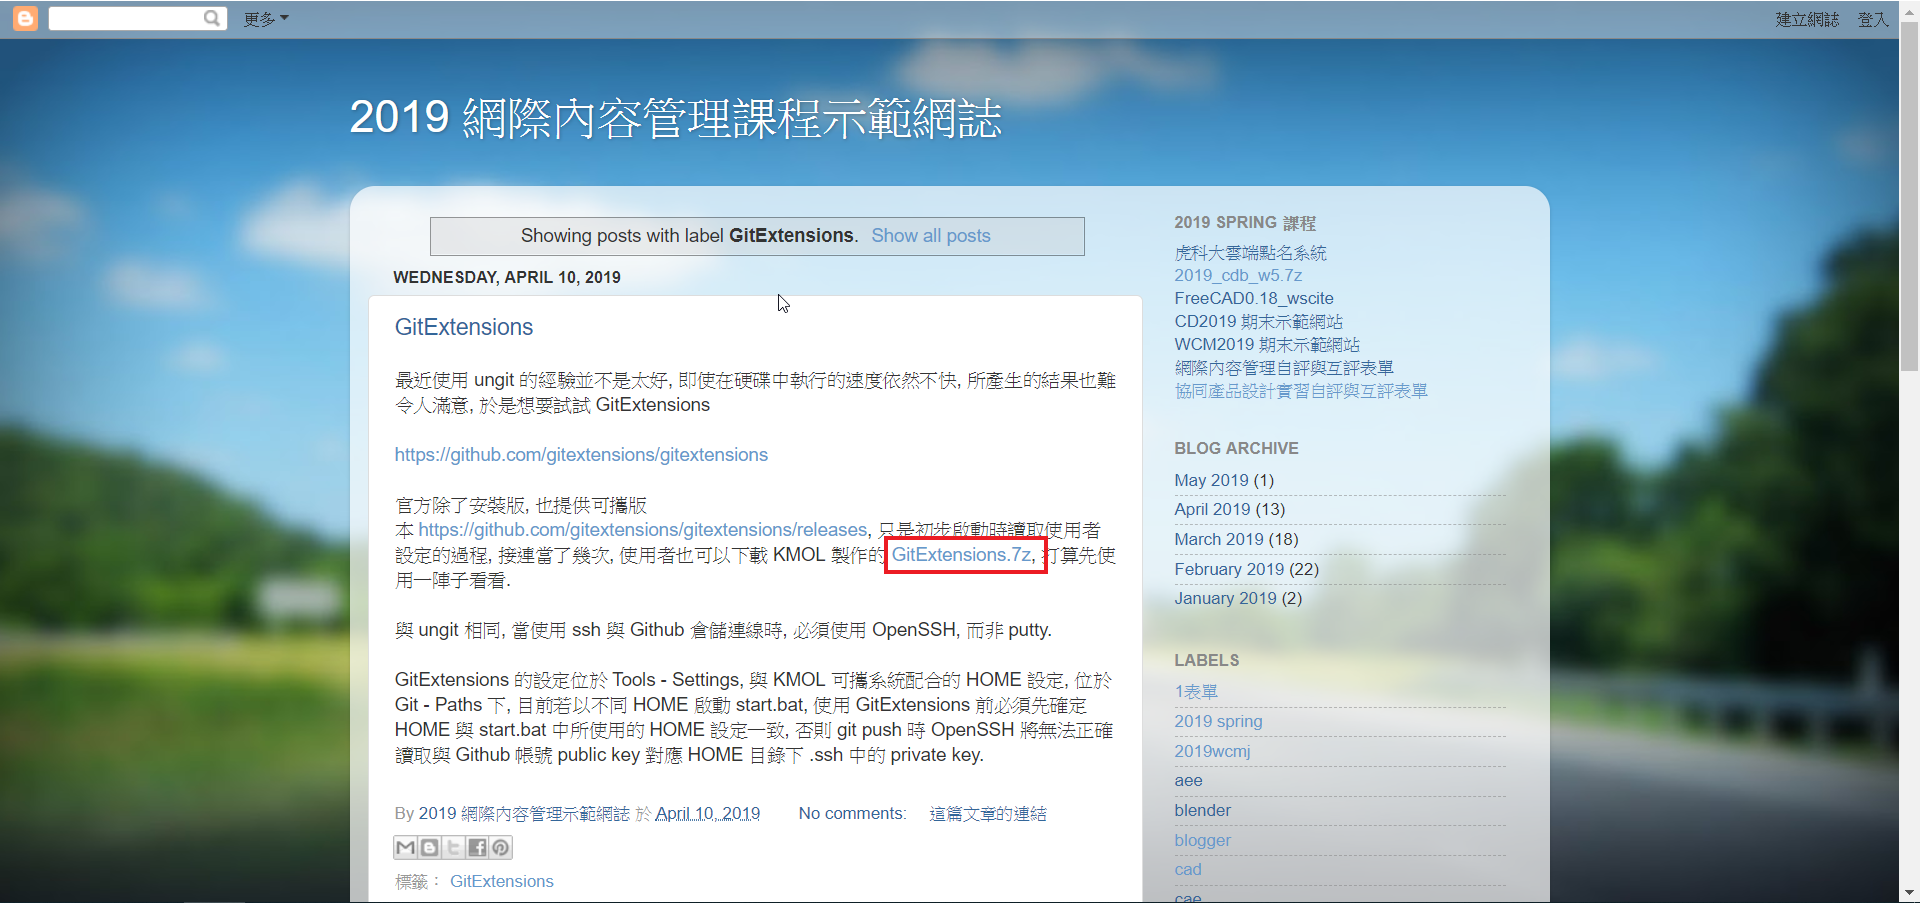 更多
建立網誌 登入
2019 網際內容管理課程示範網誌
Showing posts with label GitExtensions. Show all posts
WEDNESDAY, APRIL 10, 2019
GitExtensions
最近使用 ungit 的經驗並不是太好, 即使在硬碟中執行的速度依然不快, 所產生的結果也難
令人滿意, 於是想要試試 GitExtensions
https://github.com/gitextensions/gitextensions
官方除了安裝版, 也提供可攜版
本 https://github.com/gitextensions/gitextensions/releases, 只是初步啟動時讀取使用者
設定的過程, 接連當了幾次, 使用者也可以下載 KMOL 製作的 GitExtensions.7z, 打算先使
用一陣子看看.
與 ungit 相同, 當使用 ssh 與 Github 倉儲連線時, 必須使用 OpenSSH, 而非 putty.
GitExtensions 的設定位於 Tools - Settings, 與 KMOL 可攜系統配合的 HOME 設定, 位於
Git - Paths 下, 目前若以不同 HOME 啟動 start.bat, 使用 GitExtensions 前必須先確定
HOME 與 start.bat 中所使用的 HOME 設定一致, 否則 git push 時 OpenSSH 將無法正確
讀取與 Github 帳號 public key 對應 HOME 目錄下 .ssh 中的 private key.
By 2019 網際內容管理示範網誌 於 April 10, 2019 No comments: 這篇文章的連結
標籤： GitExtensions
2019 SPRING 課程
虎科大雲端點名系統
2019_cdb_w5.7z
FreeCAD0.18_wscite
CD2019 期末示範網站
WCM2019 期末示範網站
網際內容管理自評與互評表單
協同產品設計實習自評與互評表單
BLOG ARCHIVE
May 2019 (1)
April 2019 (13)
March 2019 (18)
February 2019 (22)
January 2019 (2)
LABELS
1表單
2019 spring
2019wcmj
aee
blender
blogger
cad
cae